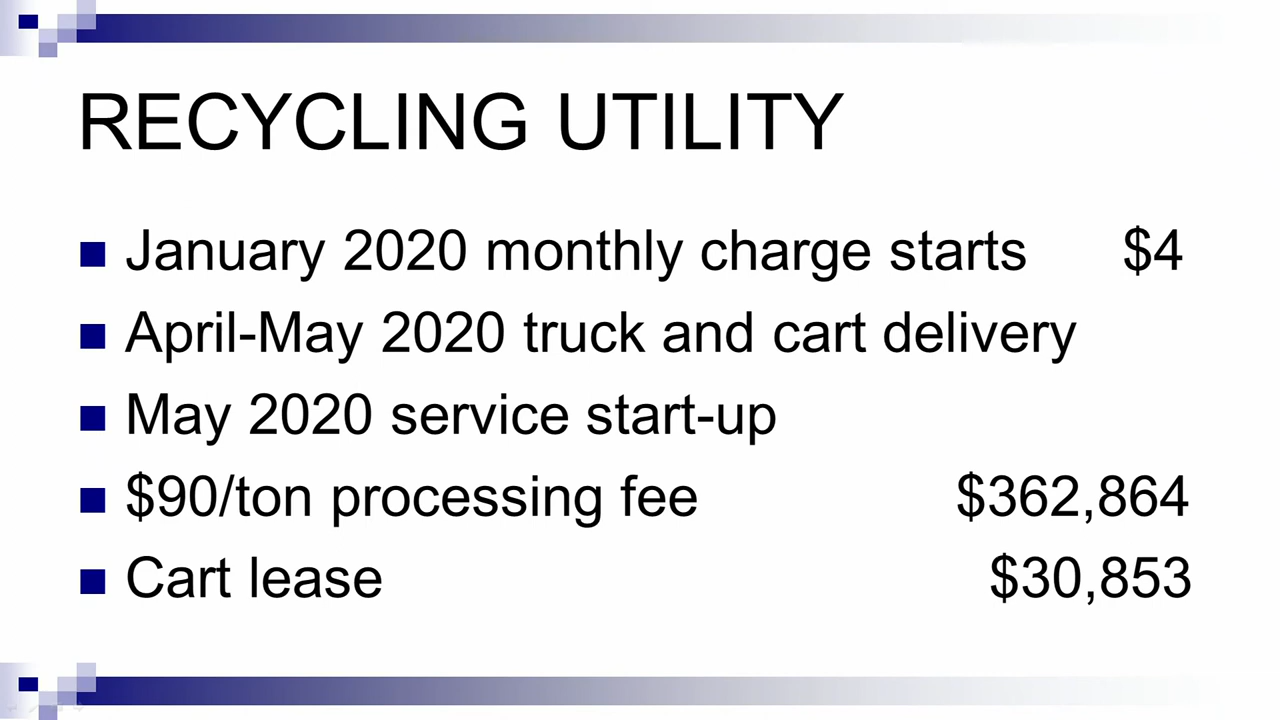 RECYCLING UTILITY
January 2020 monthly charge starts $4
April-May 2020 truck and cart delivery
May 2020 service start-up
$90/ton processing fee $362,864
Cart lease $30,853